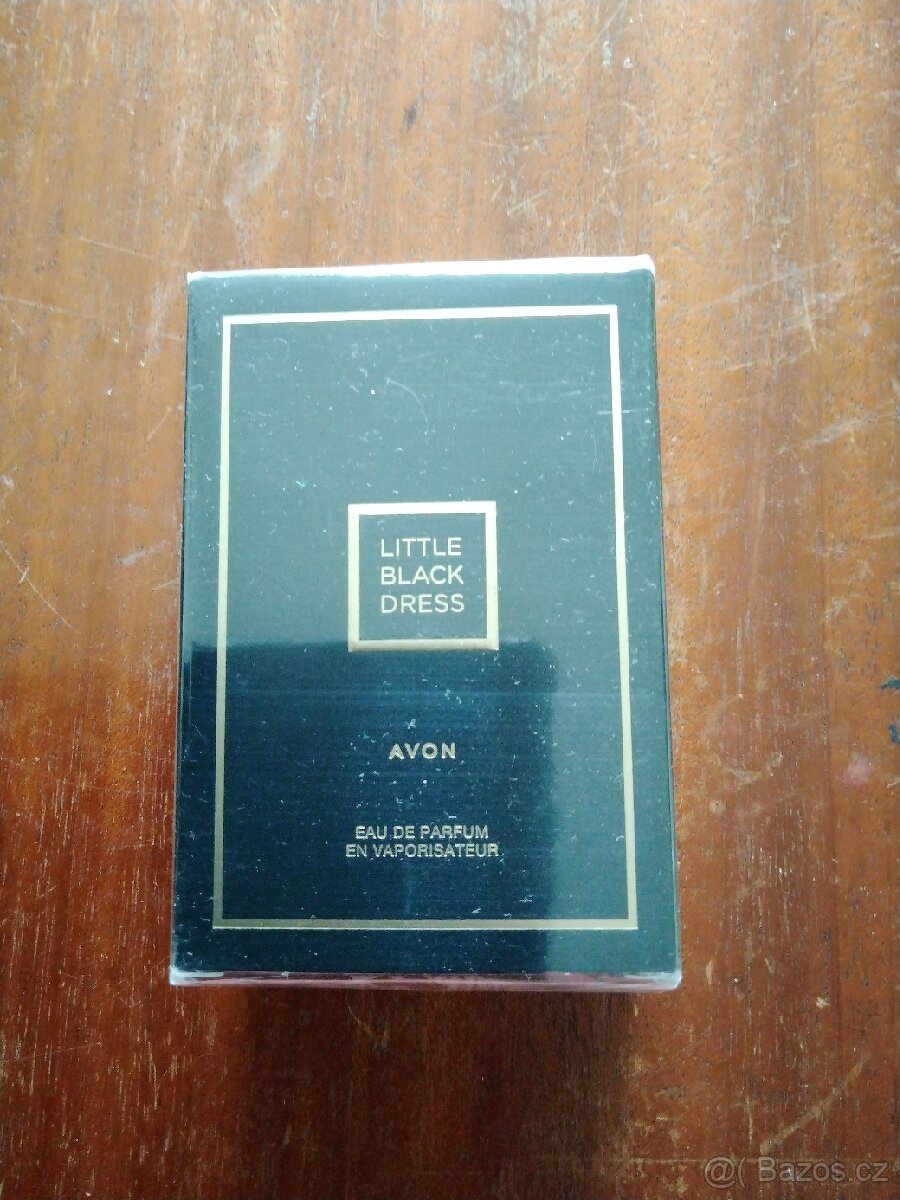 LITTLE
BLACK
DRESS
AVON
EAU DE PARFUM
EN VAPORISATEUR
@( Bazos.cz